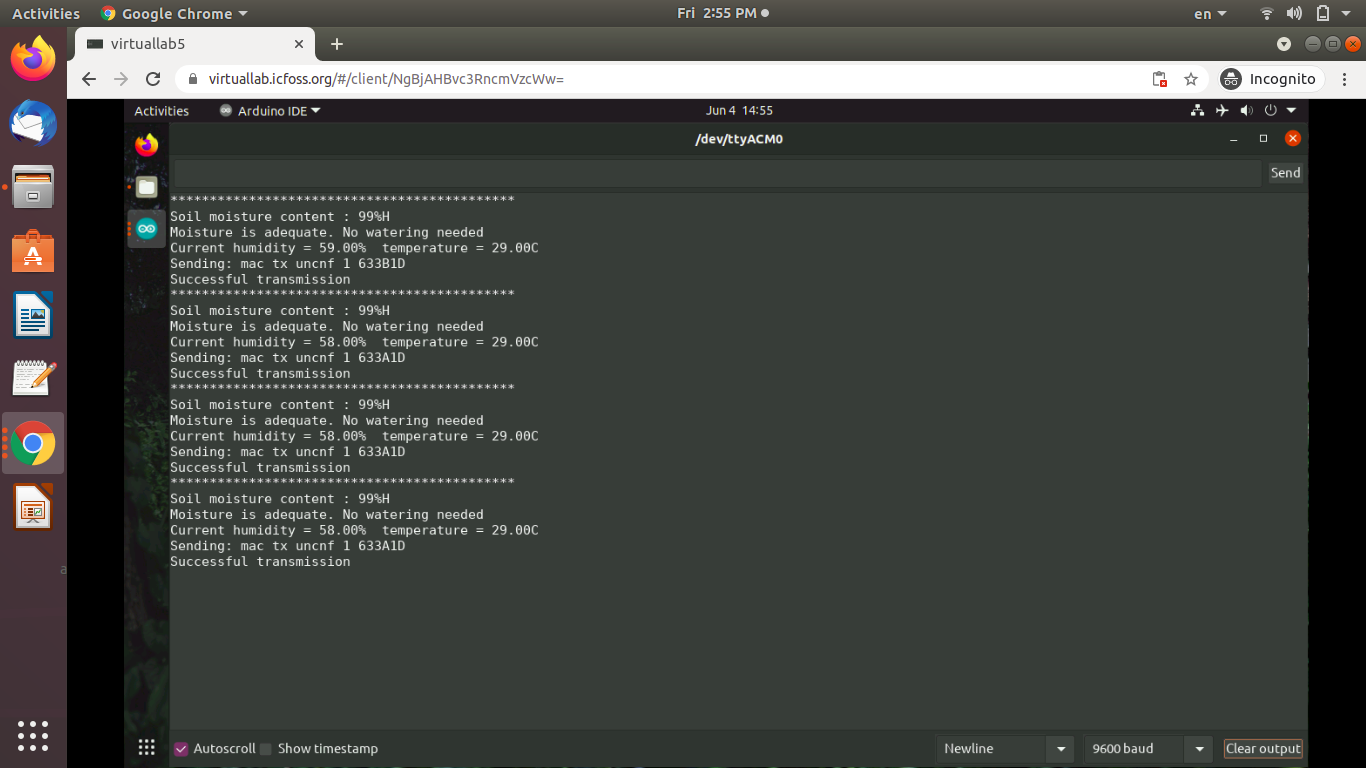 Activities Google Chrome Fri 2:55 PM en
virtuallab5
virtuallab.icfoss.org/#/client/NgBjAHBvc3RncmVzcWw= Incognito
Activities Arduino IDE Jun 4 14:55
/dev/ttyACM0
Send
********************************************
Soil moisture content : 99%H
Moisture is adequate. No watering needed
Current humidity = 59.00%  temperature = 29.00C
Sending: mac tx uncnf 1 633B1D
Successful transmission
********************************************
Soil moisture content : 99%H
Moisture is adequate. No watering needed
Current humidity = 58.00%  temperature = 29.00C
Sending: mac tx uncnf 1 633A1D
Successful transmission
********************************************
Soil moisture content : 99%H
Moisture is adequate. No watering needed
Current humidity = 58.00%  temperature = 29.00C
Sending: mac tx uncnf 1 633A1D
Successful transmission
********************************************
Soil moisture content : 99%H
Moisture is adequate. No watering needed
Current humidity = 58.00%  temperature = 29.00C
Sending: mac tx uncnf 1 633A1D
Successful transmission
a
Autoscroll Show timestamp Newline 9600 baud Clear output